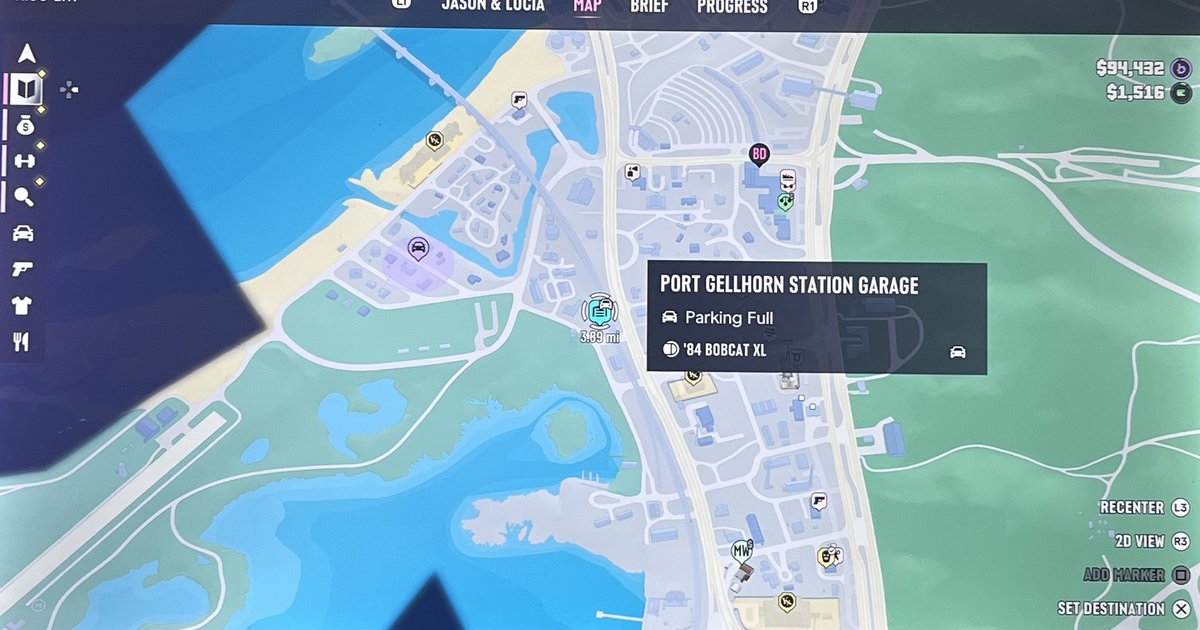 L1 JASON & LUCIA MAP BRIEF PROGRESS R1
$94,432
$1,516
BD
PORT GELLHORN STATION GARAGE
Parking Full
'84 BOBCAT XL
3.89 mi
D
MW S
RECENTER L3
2D VIEW R3
ADD MARKER
SET DESTINATION